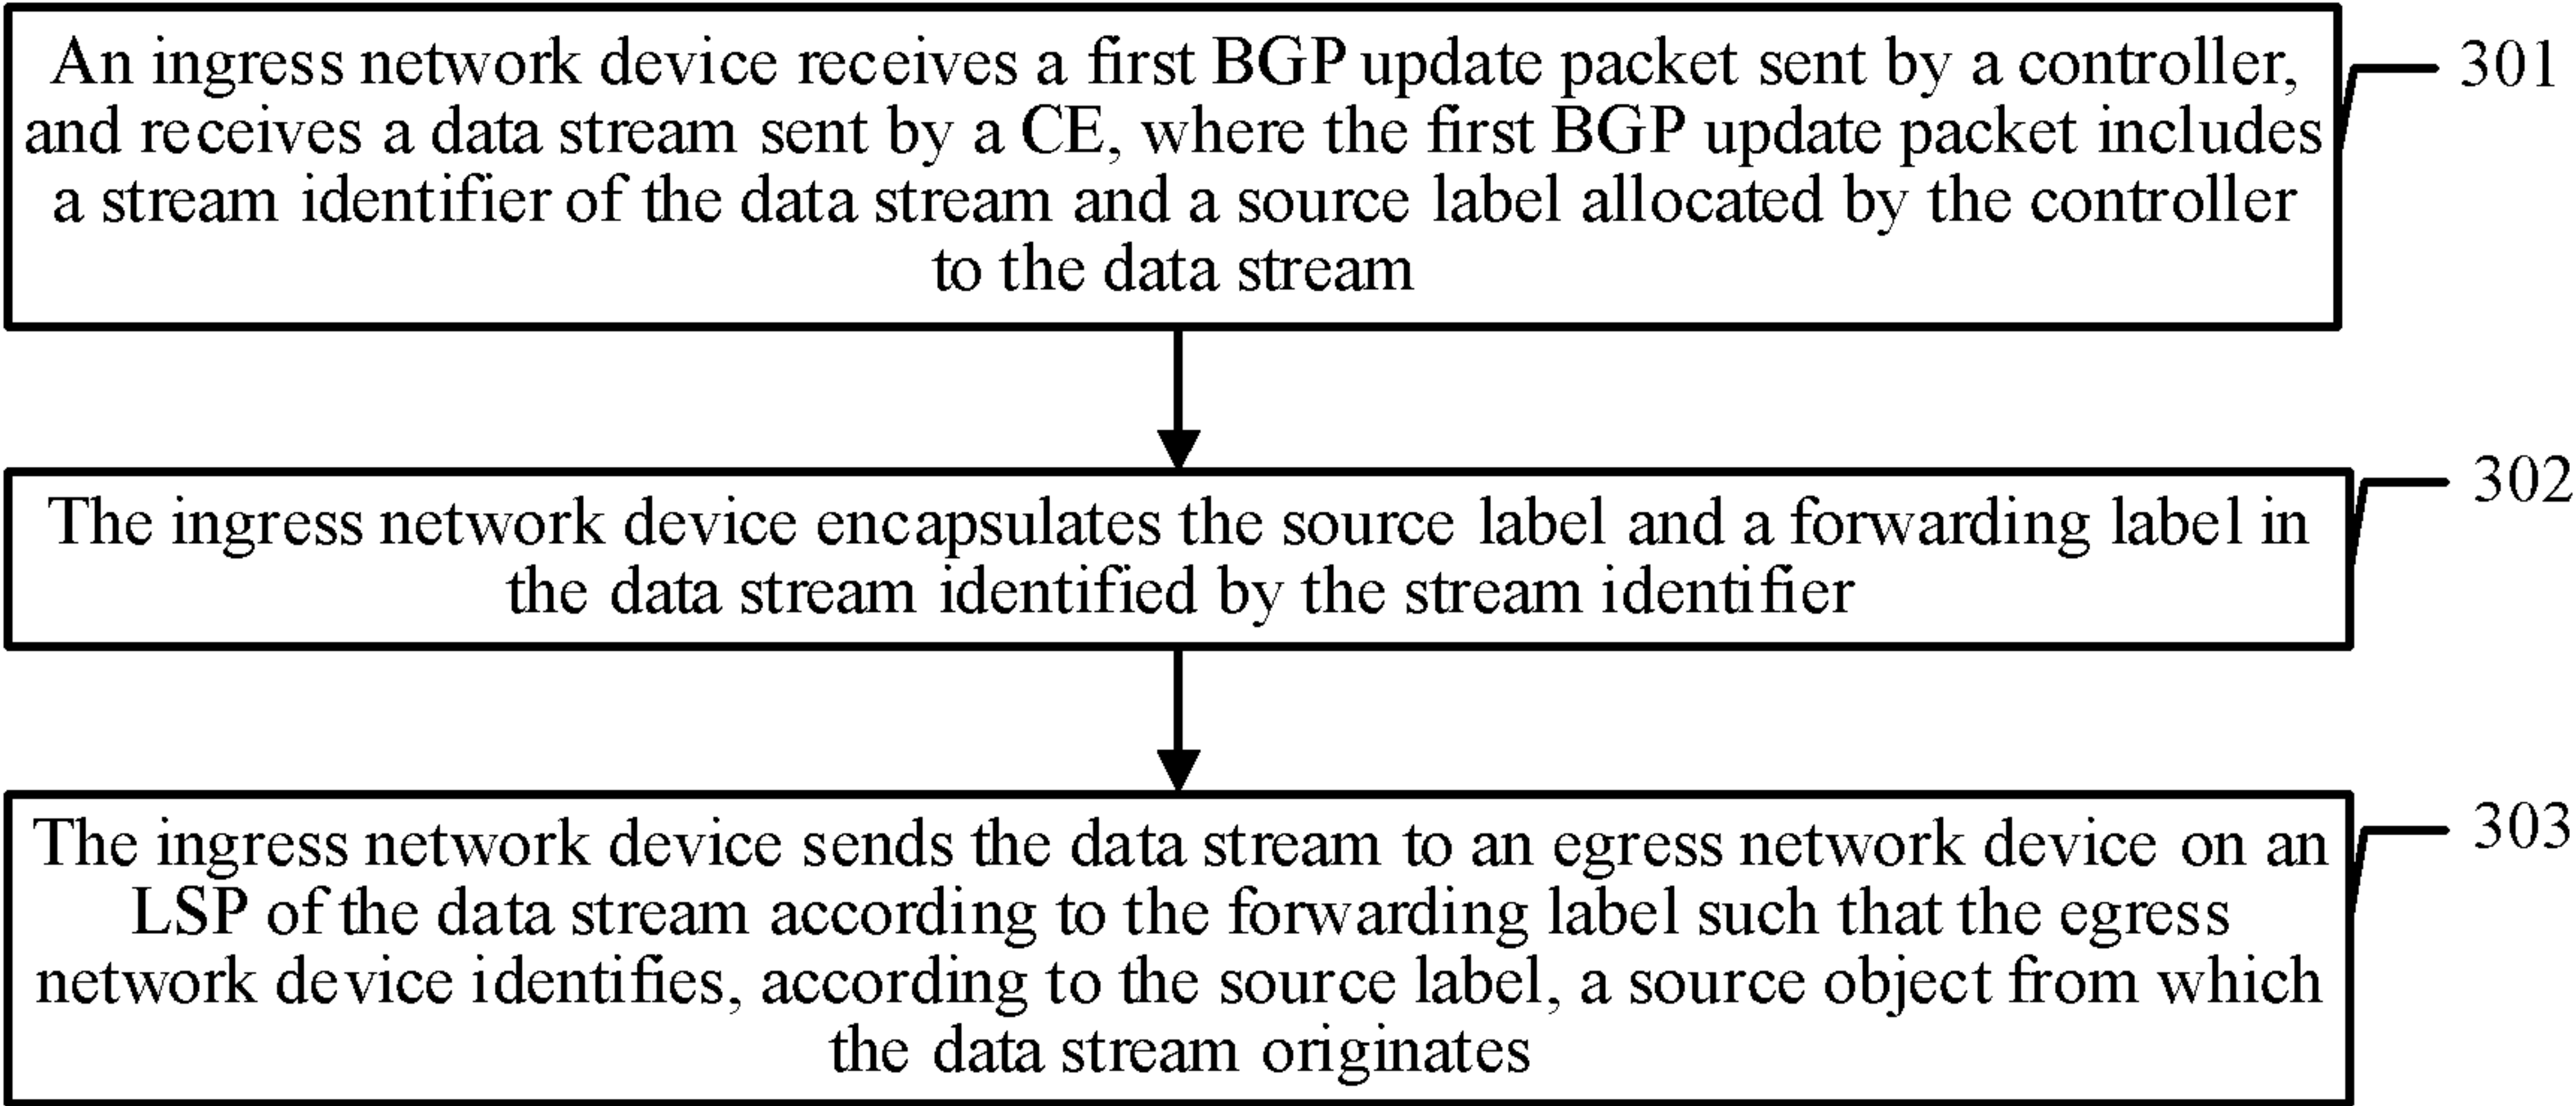 An ingress network device receives a first BGP update packet sent by a controller,
301
and receives a data stream sent by a CE, where the first BGP update packet includes
a stream identifier of the data stream and a source label allocated by the controller
to the data stream
302
The ingress network device encapsulates the source label and a forwarding label in
the data stream identified by the stream identifier
303
The ingress network device sends the data stream to an egress network device on an
LSP of the data stream according to the forwarding label such that the egress
network device identifies, according to the source label, a source object from which
the data stream originates